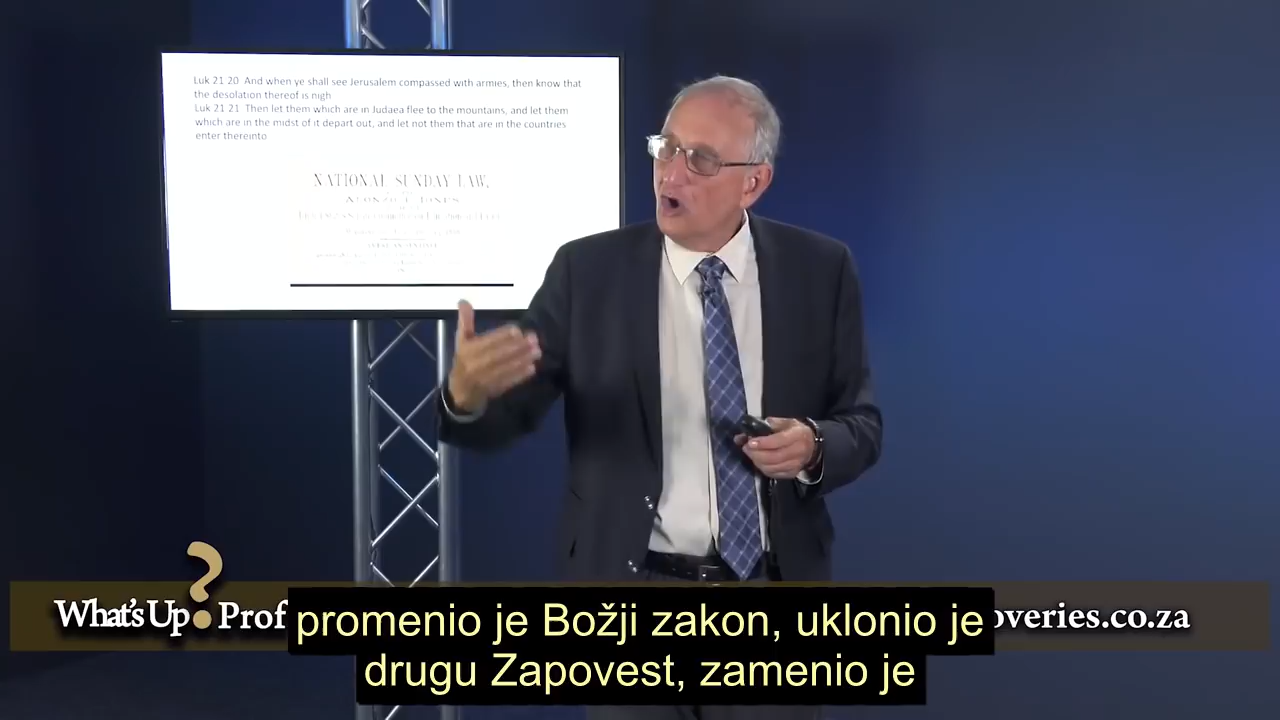 Luk 21 20 And when ye shall see Jerusalem compassed with armies, then know that
the desolation thereof is nigh
Luk 21 21 Then let them which are in Judaea flee to the mountains, and let them
which are in the midst of it depart out, and let not them that are in the countries
enter thereinto
NATIONAL SUNDAY LAW,
ALONZO T. JONES
What's Up? Prof
overies.co.za
promenio je Božji zakon, uklonio je
drugu Zapovest, zamenio je